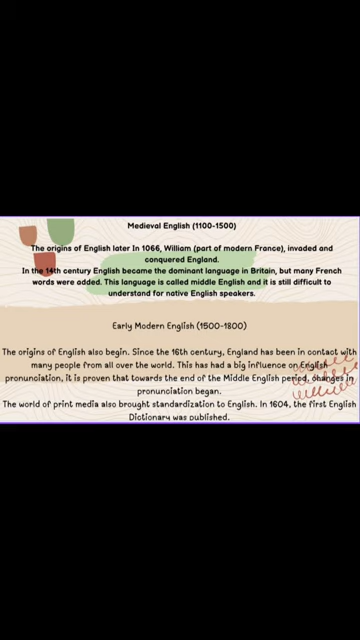 Medieval English (1100-1500)
The origins of English later In 1066, William (part of modern France), invaded and
conquered England.
In the 14th century English became the dominant language in Britain, but many French
words were added. This language is called middle English and it is still difficult to
understand for native English speakers.
Early Modern English (1500-1800)
The origins of English also begin. Since the 16th century, England has been in contact with
many people from all over the world. This has had a big influence on English
pronunciation, it is proven that towards the end of the Middle English period, changes in
pronunciation began.
The world of print media also brought standardization to English. In 1604, the first English
Dictionary was published.